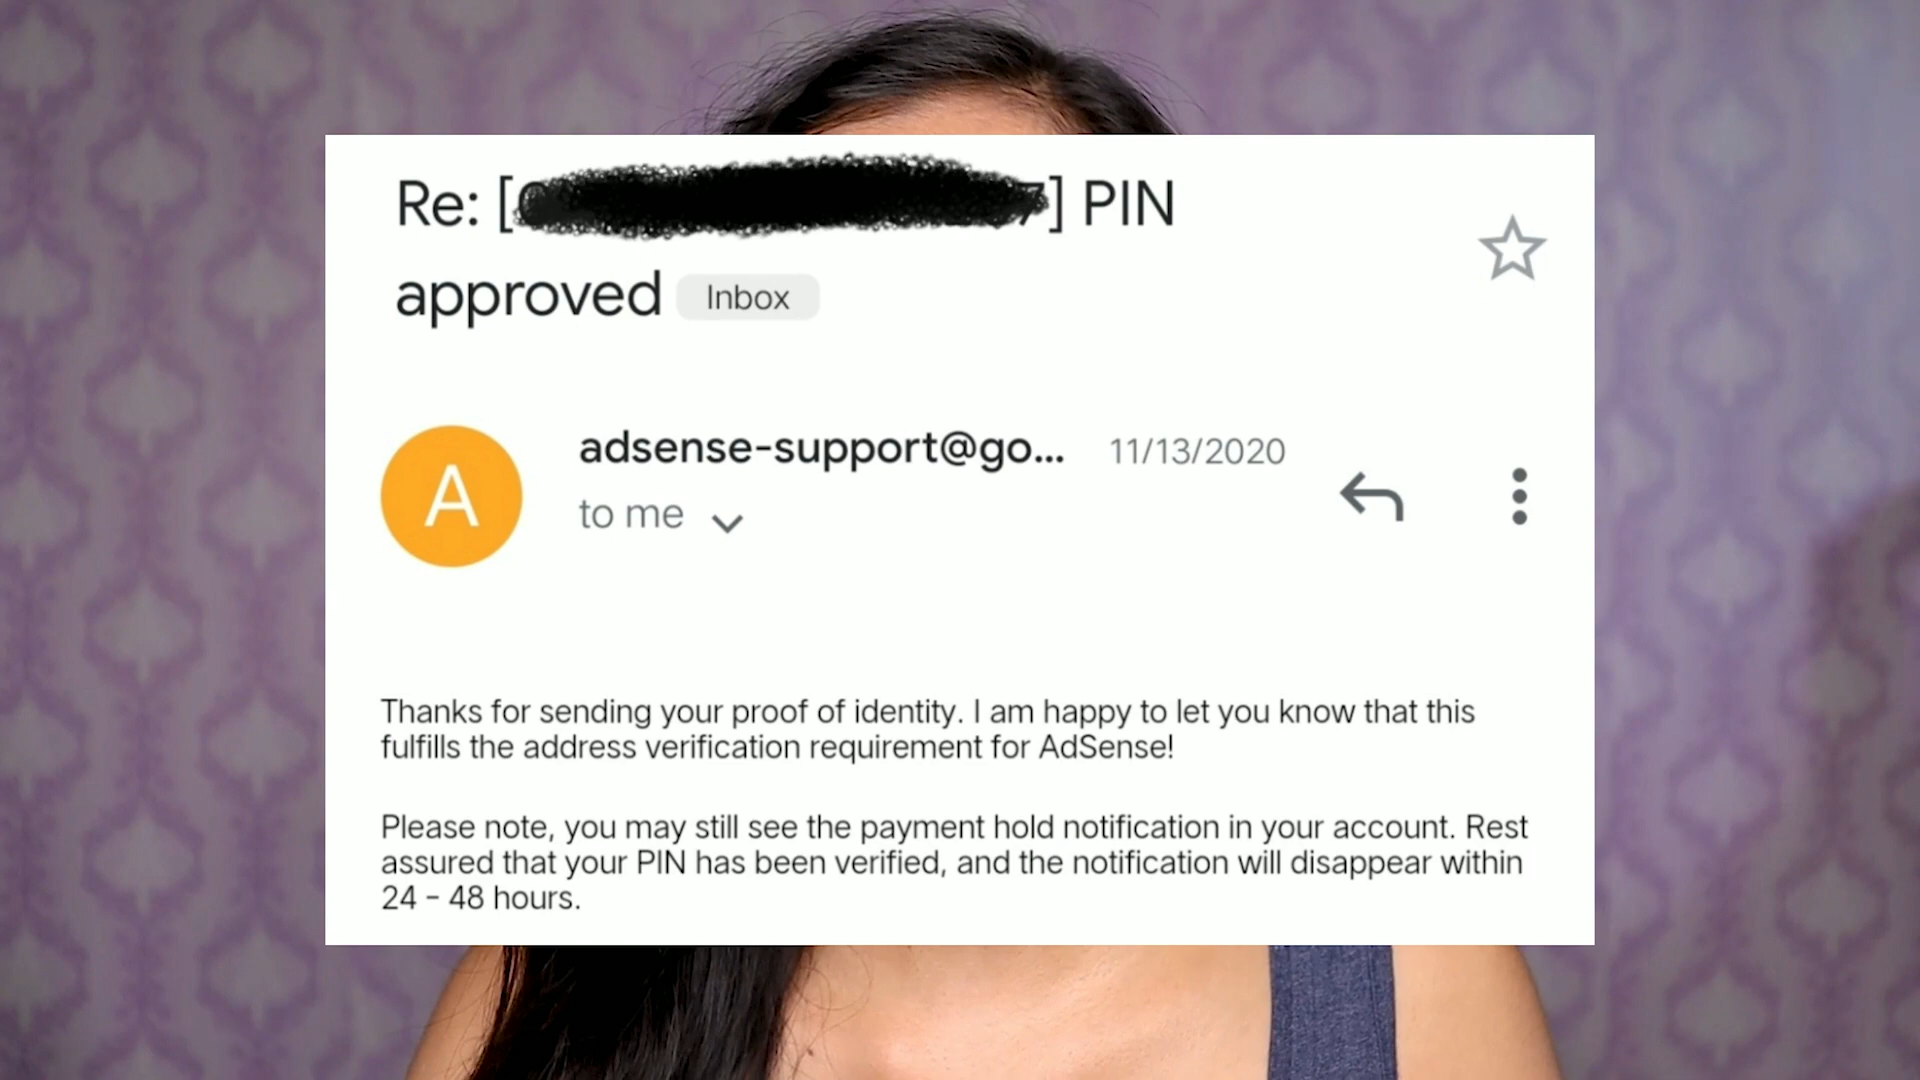 Re: [ 7] PIN
approved Inbox
A
adsense-support@go... 11/13/2020
to me
Thanks for sending your proof of identity. I am happy to let you know that this
fulfills the address verification requirement for AdSense!
Please note, you may still see the payment hold notification in your account. Rest
assured that your PIN has been verified, and the notification will disappear within
24 - 48 hours.